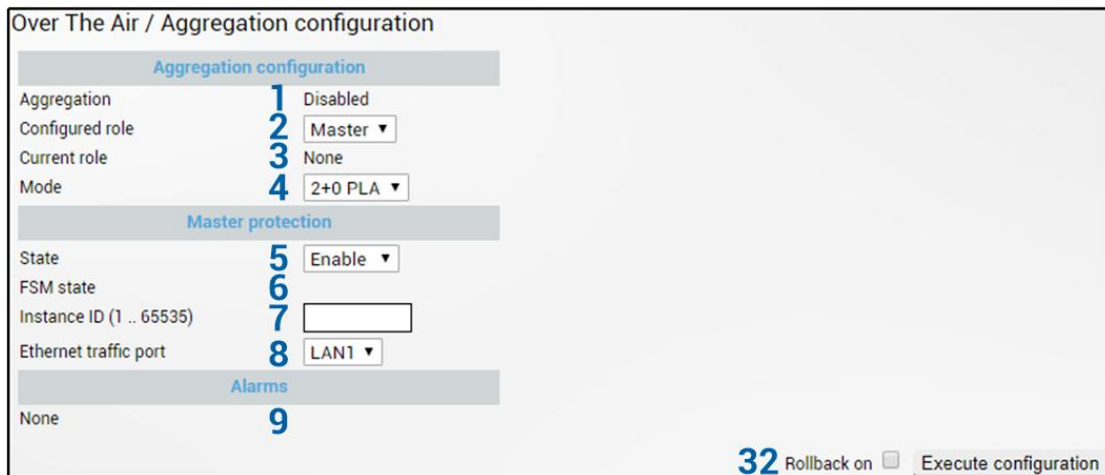 Over The Air / Aggregation configuration
Aggregation configuration
Aggregation 1 Disabled
Configured role 2 Master ▼
Current role 3 None
Mode 4 2+0 PLA ▼
Master protection
State 5 Enable ▼
FSM state 6
Instance ID (1 .. 65535) 7
Ethernet traffic port 8 LAN1 ▼
Alarms
None 9
32 Rollback on Execute configuration